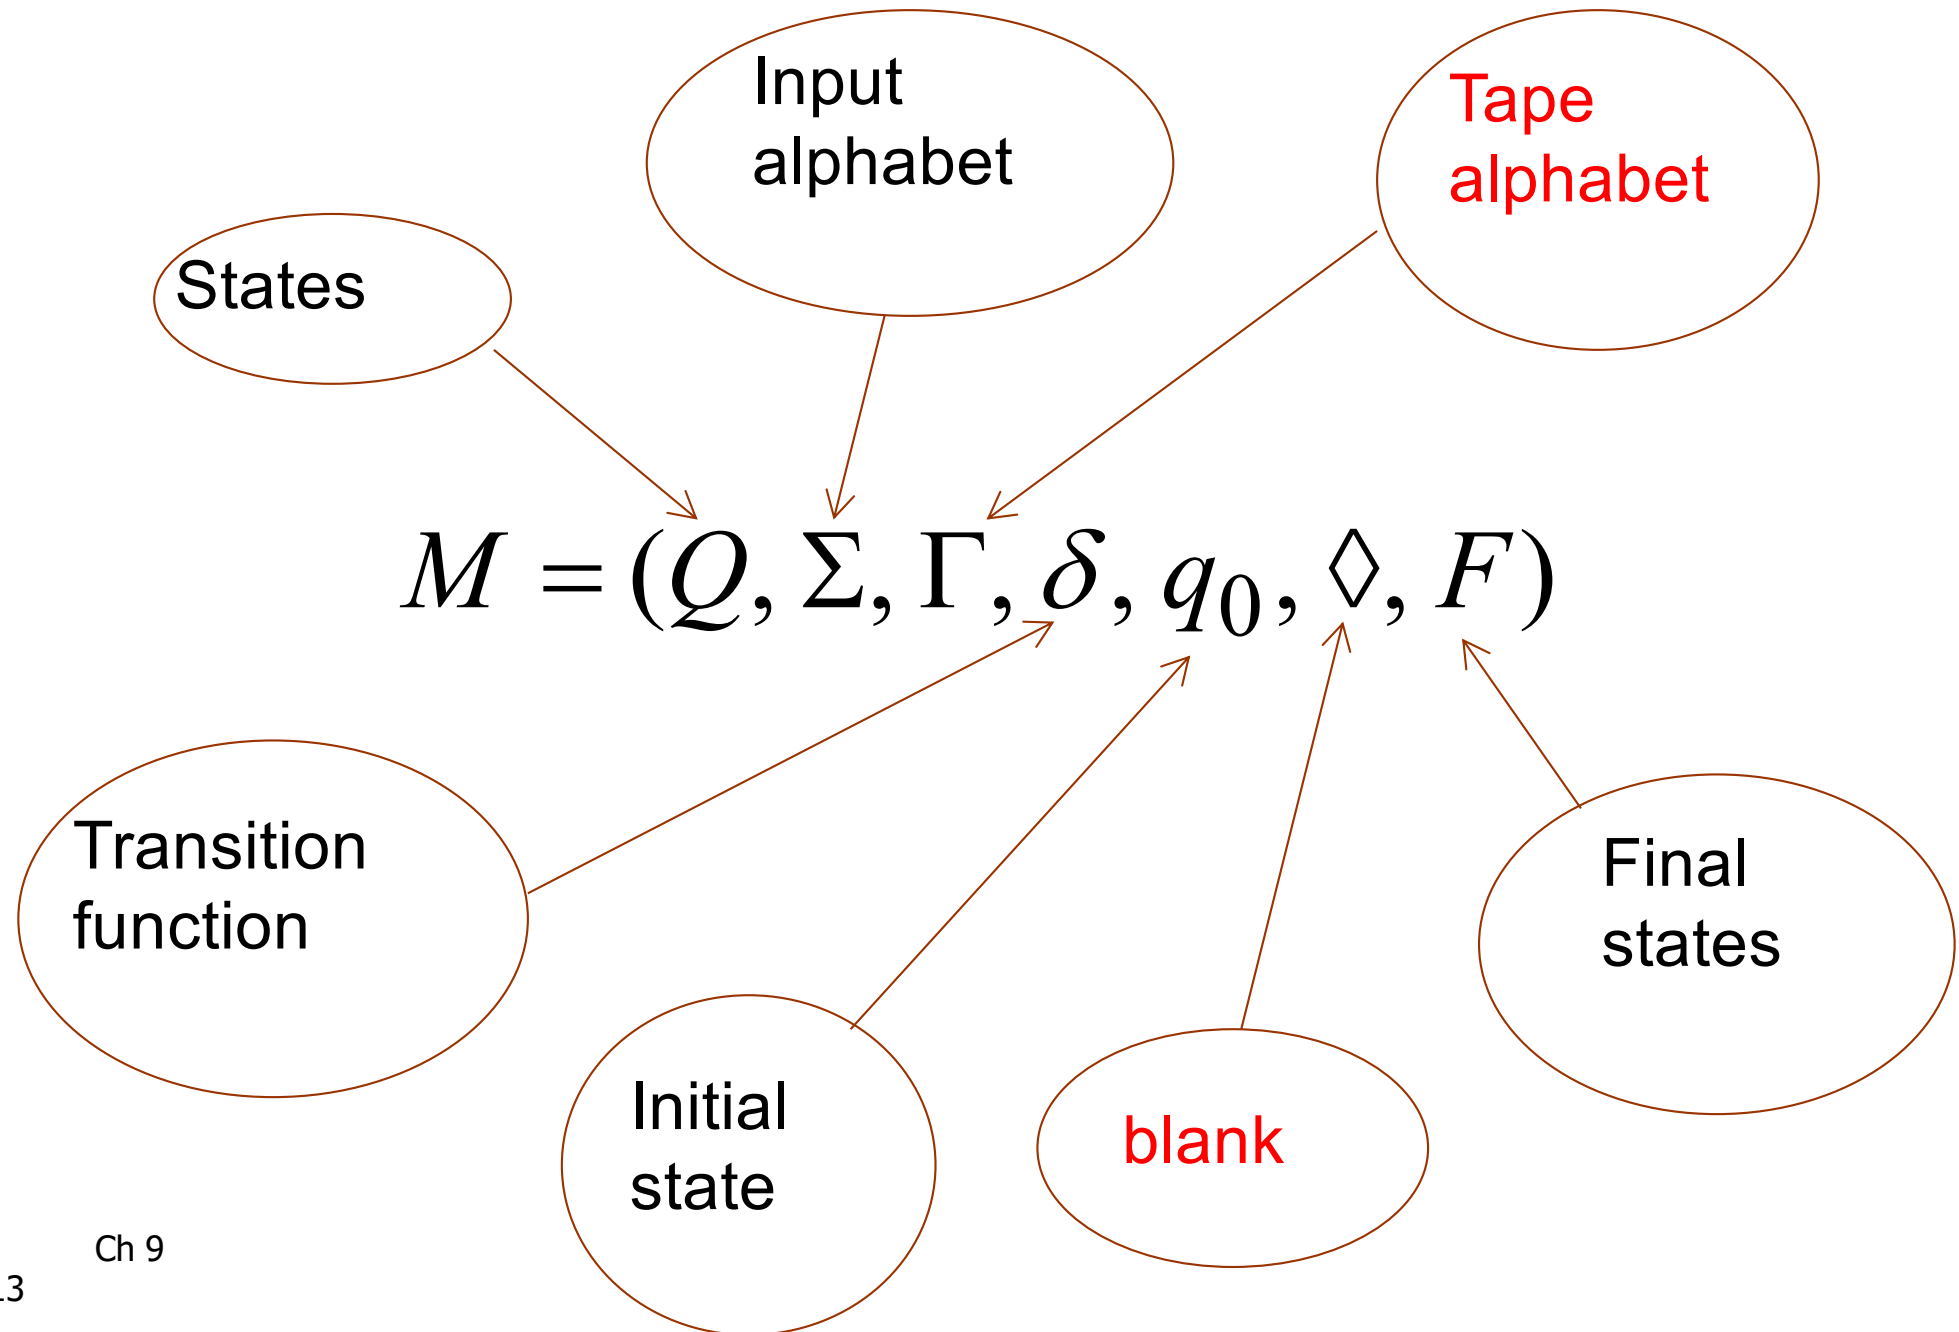 Input
alphabet
Tape
alphabet
States
M = (Q, Σ, Γ, δ, q₀, ◊, F)
Transition
function
Final
states
Initial
state
blank
Ch 9